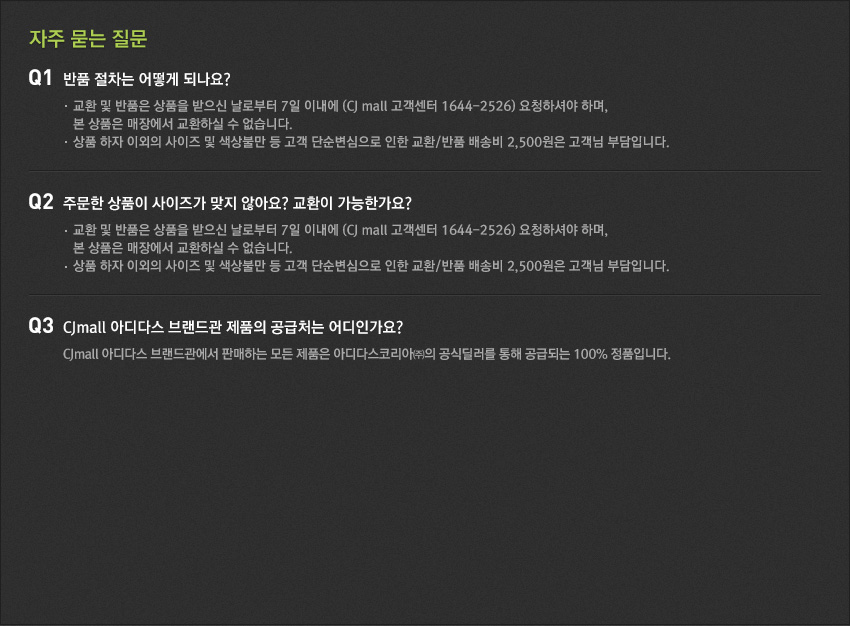 자주 묻는 질문
Q1 반품 절차는 어떻게 되나요?
· 교환 및 반품은 상품을 받으신 날로부터 7일 이내에 (CJ mall 고객센터 1644-2526) 요청하셔야 하며,
본 상품은 매장에서 교환하실 수 없습니다.
· 상품 하자 이외의 사이즈 및 색상불만 등 고객 단순변심으로 인한 교환/반품 배송비 2,500원은 고객님 부담입니다.
Q2 주문한 상품이 사이즈가 맞지 않아요? 교환이 가능한가요?
· 교환 및 반품은 상품을 받으신 날로부터 7일 이내에 (CJ mall 고객센터 1644-2526) 요청하셔야 하며,
본 상품은 매장에서 교환하실 수 없습니다.
· 상품 하자 이외의 사이즈 및 색상불만 등 고객 단순변심으로 인한 교환/반품 배송비 2,500원은 고객님 부담입니다.
Q3 CJmall 아디다스 브랜드관 제품의 공급처는 어디인가요?
CJmall 아디다스 브랜드관에서 판매하는 모든 제품은 아디다스코리아㈜의 공식딜러를 통해 공급되는 100% 정품입니다.